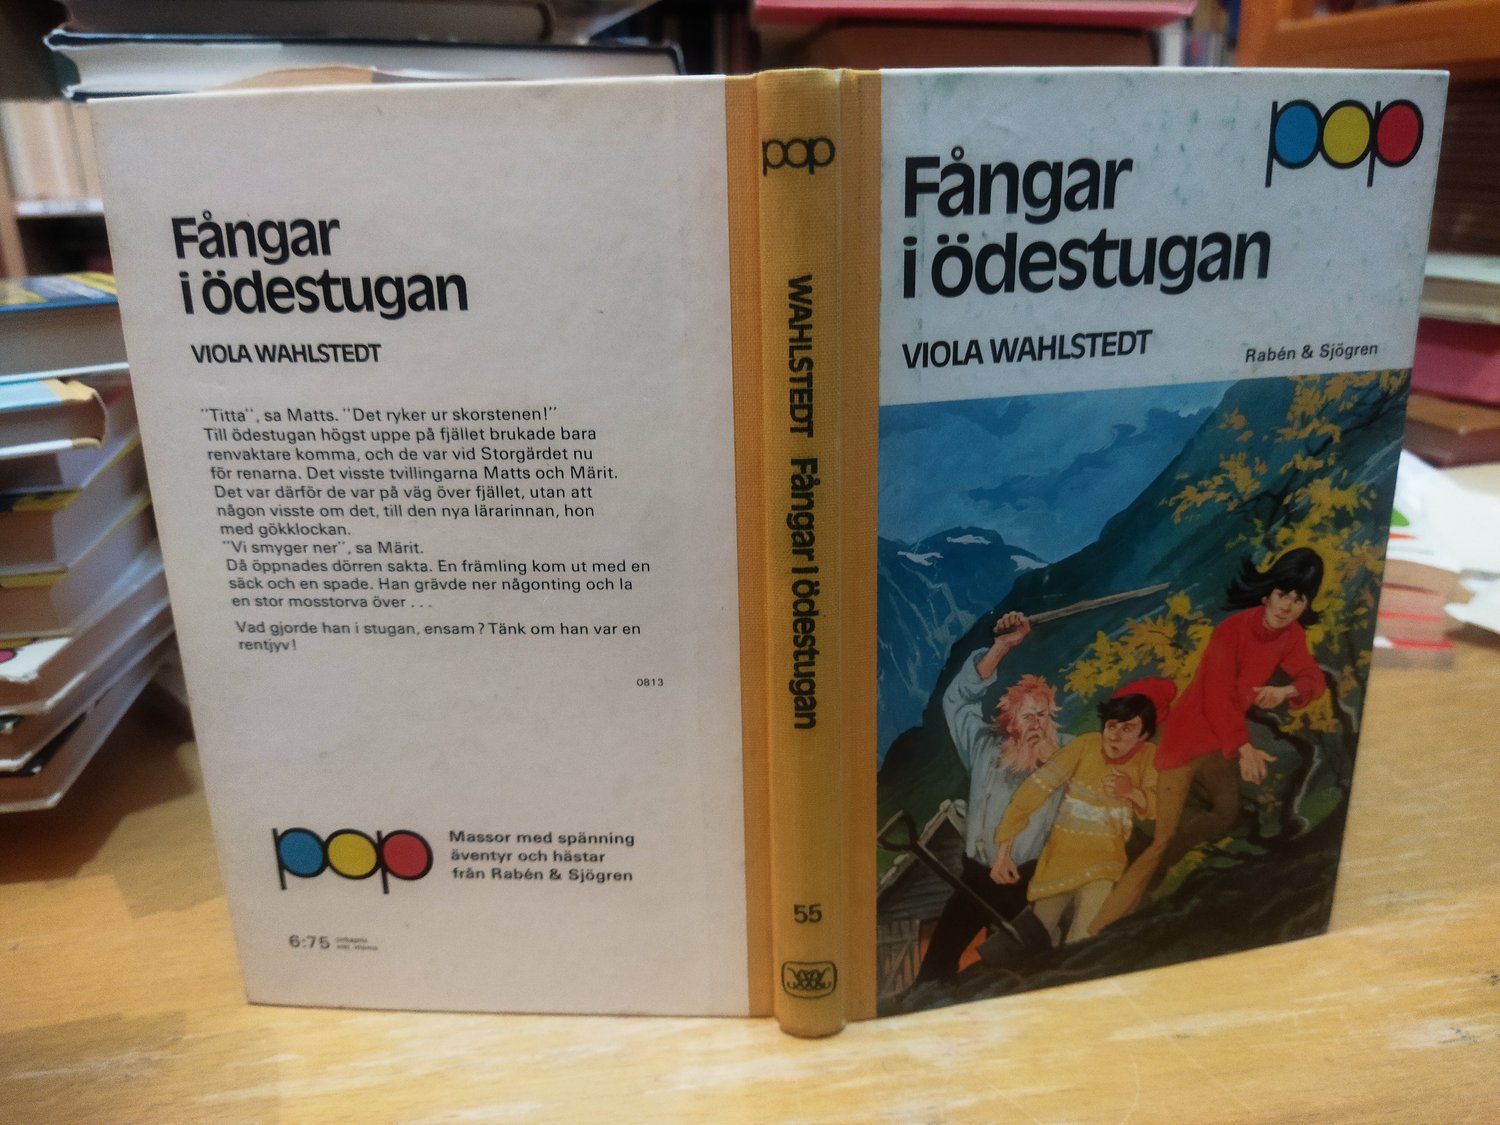 Fångar
i ödestugan
VIOLA WAHLSTEDT
"Titta", sa Matts. "Det ryker ur skorstenen!"
Till ödestugan högst uppe på fjället brukade bara
renvaktare komma, och de var vid Storgärdet nu
för renarna. Det visste tvillingarna Matts och Märit.
Det var därför de var på väg över fjället, utan att
någon visste om det, till den nya lärarinnan, hon
med gökklockan.
"Vi smyger ner", sa Märit.
Då öppnades dörren sakta. En främling kom ut med en
säck och en spade. Han grävde ner någonting och la
en stor mosstorva över . . .
Vad gjorde han i stugan, ensam? Tänk om han var en
rentjyv!
0813
pop
Massor med spänning
äventyr och hästar
från Rabén & Sjögren
6:75
pop
WAHLSTEDT Fångar i ödestugan
55
pop
Fångar
i ödestugan
VIOLA WAHLSTEDT
Rabén & Sjögren